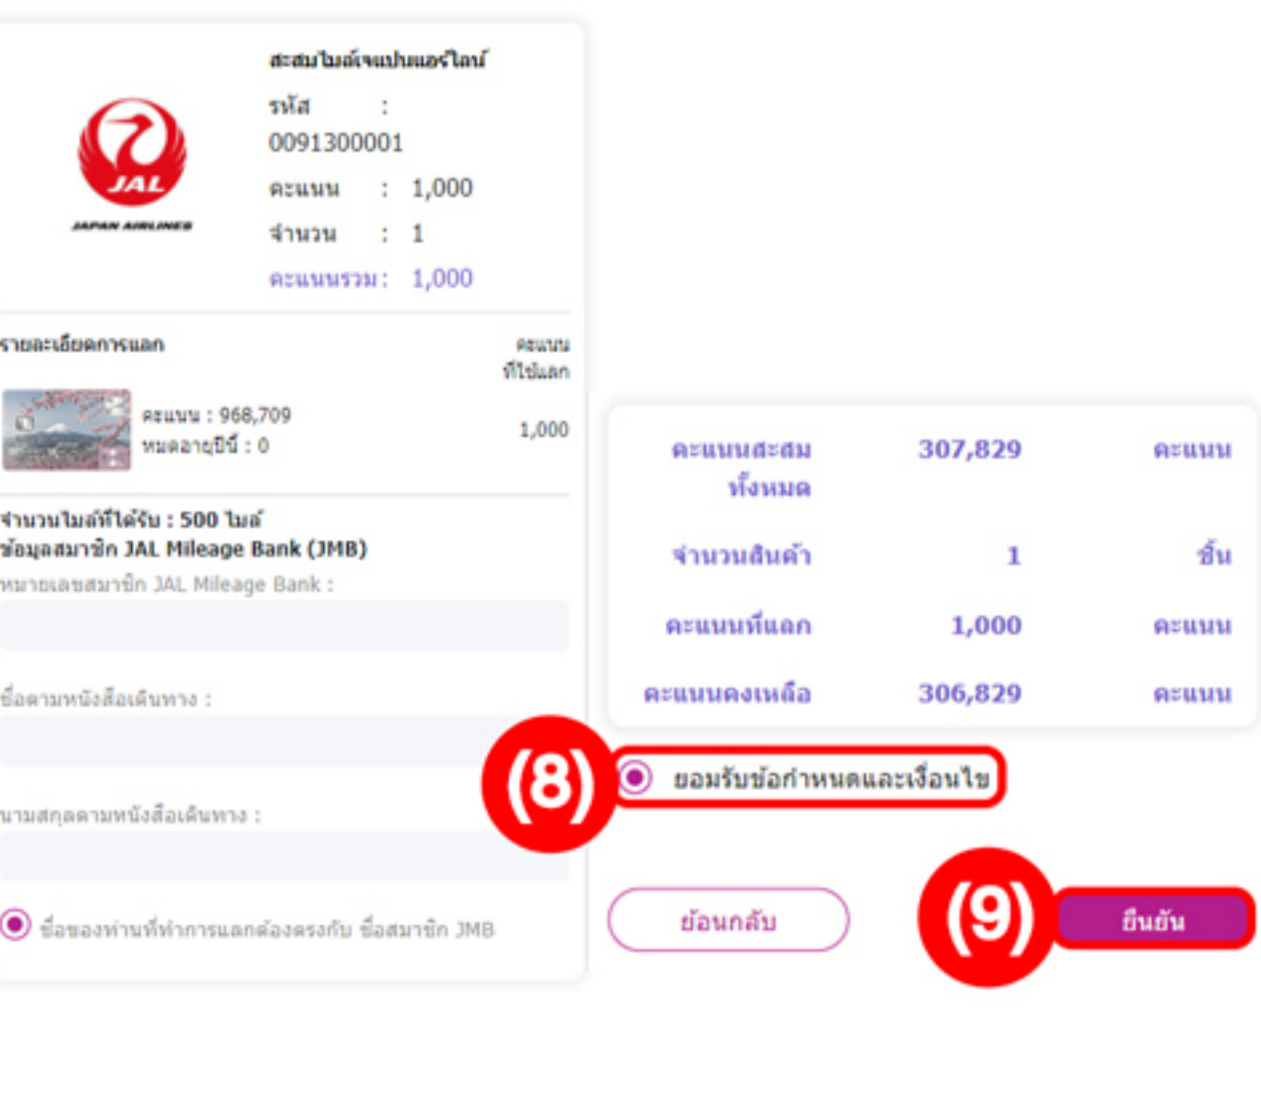 สะสมไมล์เจแปนแอร์ไลน์
รหัส :
0091300001
คะแนน : 1,000
จำนวน : 1
คะแนนรวม : 1,000
JAL
JAPAN AIRLINES
รายละเอียดการแลก
คะแนน
ที่ใช้แลก
คะแนน : 968,709
หมดอายุปีนี้ : 0
1,000
จำนวนไมล์ที่ได้รับ : 500 ไมล์
ข้อมูลสมาชิก JAL Mileage Bank (JMB)
หมายเลขสมาชิก JAL Mileage Bank :
ชื่อตามหนังสือเดินทาง :
นามสกุลตามหนังสือเดินทาง :
ชื่อของท่านที่ทำการแลกต้องตรงกับ ชื่อสมาชิก JMB
คะแนนสะสม 307,829 คะแนน
ทั้งหมด
จำนวนสินค้า 1 ชิ้น
คะแนนที่แลก 1,000 คะแนน
คะแนนคงเหลือ 306,829 คะแนน
(8) ยอมรับข้อกำหนดและเงื่อนไข
ย้อนกลับ (9) ยืนยัน